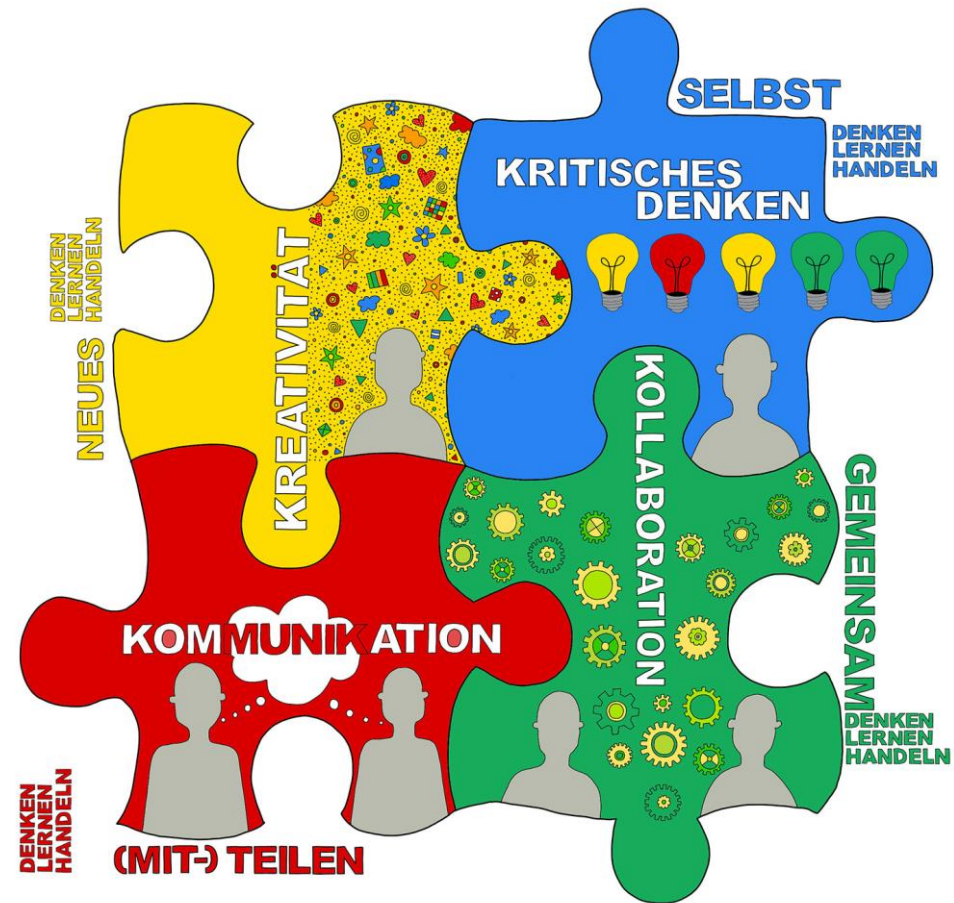 NEUES
DENKEN
LERNEN
HANDELN
KREATIVITÄT
SELBST
DENKEN
LERNEN
HANDELN
KRITISCHES
DENKEN
KOMMUNIKATION
DENKEN
LERNEN
HANDELN
(MIT-) TEILEN
KOLLABORATION
GEMEINSAM
DENKEN
LERNEN
HANDELN